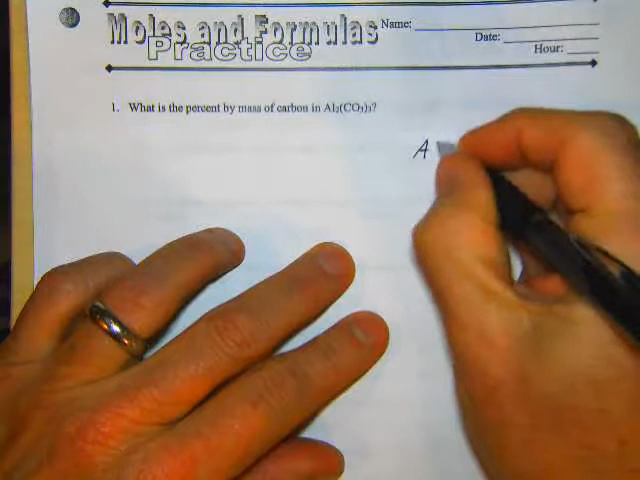 Moles and Formulas
Practice
Name:
Date:
Hour:
1. What is the percent by mass of carbon in Al₂(CO₃)₃?
A